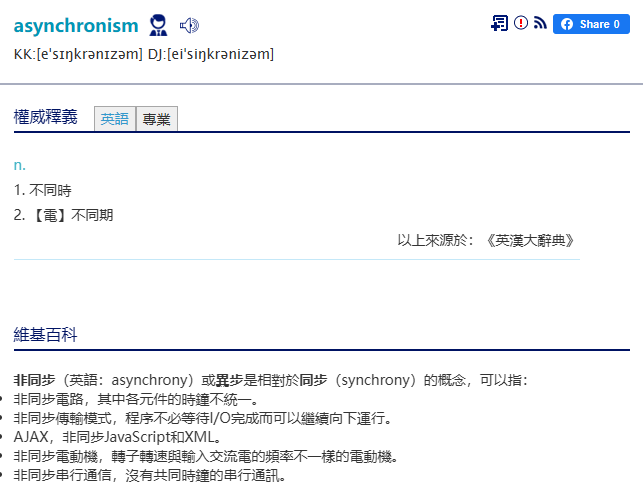 asynchronism
Share 0
KK:[e'sɪŋkrənɪzəm] DJ:[ei'siŋkrənizəm]
權威釋義 英語 專業
n.
1. 不同時
2. 【電】不同期
以上來源於：《英漢大辭典》
維基百科
非同步（英語：asynchrony）或異步是相對於同步（synchrony）的概念，可以指：
非同步電路，其中各元件的時鐘不統一。
非同步傳輸模式，程序不必等待I/O完成而可以繼續向下運行。
AJAX，非同步JavaScript和XML。
非同步電動機，轉子轉速與輸入交流電的頻率不一樣的電動機。
非同步串行通信，沒有共同時鐘的串行通訊。